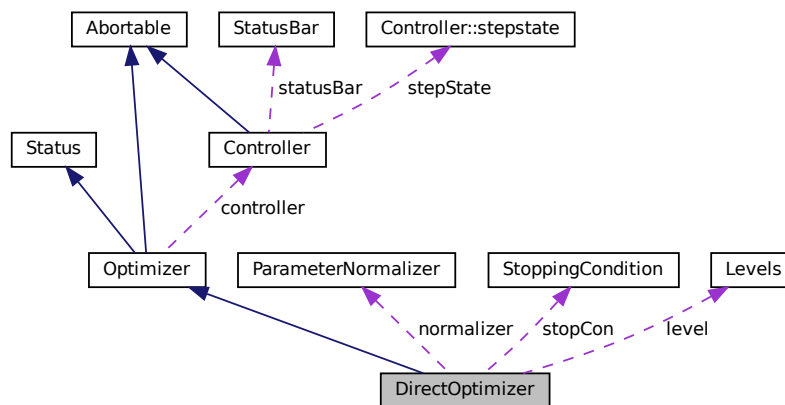 Abortable
StatusBar
Controller::stepstate
statusBar
stepState
Status
Controller
controller
Optimizer
ParameterNormalizer
StoppingCondition
Levels
normalizer
stopCon
level
DirectOptimizer